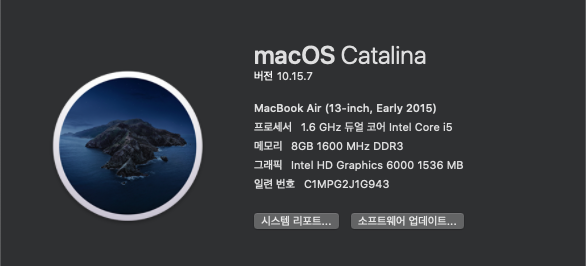 macOS Catalina
버전 10.15.7
MacBook Air (13-inch, Early 2015)
프로세서 1.6 GHz 듀얼 코어 Intel Core i5
메모리 8GB 1600 MHz DDR3
그래픽 Intel HD Graphics 6000 1536 MB
일련 번호 C1MPG2J1G943
시스템 리포트... 소프트웨어 업데이트...